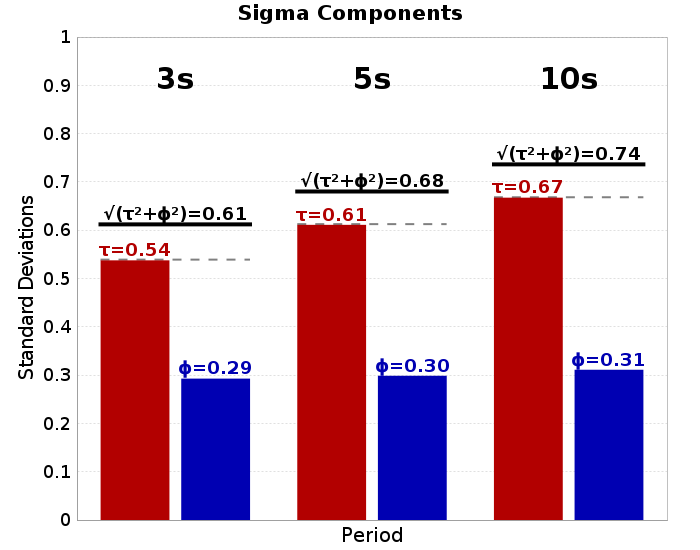 Sigma Components
Standard Deviations
1
0.9
0.8
0.7
0.6
0.5
0.4
0.3
0.2
0.1
0
3s
5s
10s
√(τ²+ϕ²)=0.61
√(τ²+ϕ²)=0.68
√(τ²+ϕ²)=0.74
τ=0.54
ϕ=0.29
τ=0.61
ϕ=0.30
τ=0.67
ϕ=0.31
Period